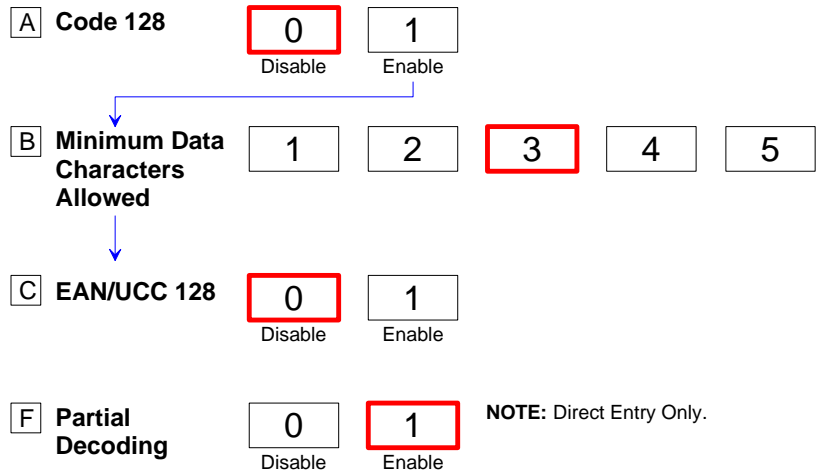 A Code 128 0 1
Disable Enable
B Minimum Data 1 2 3 4 5
Characters
Allowed
C EAN/UCC 128 0 1
Disable Enable
F Partial 0 1 NOTE: Direct Entry Only.
Decoding
Disable Enable